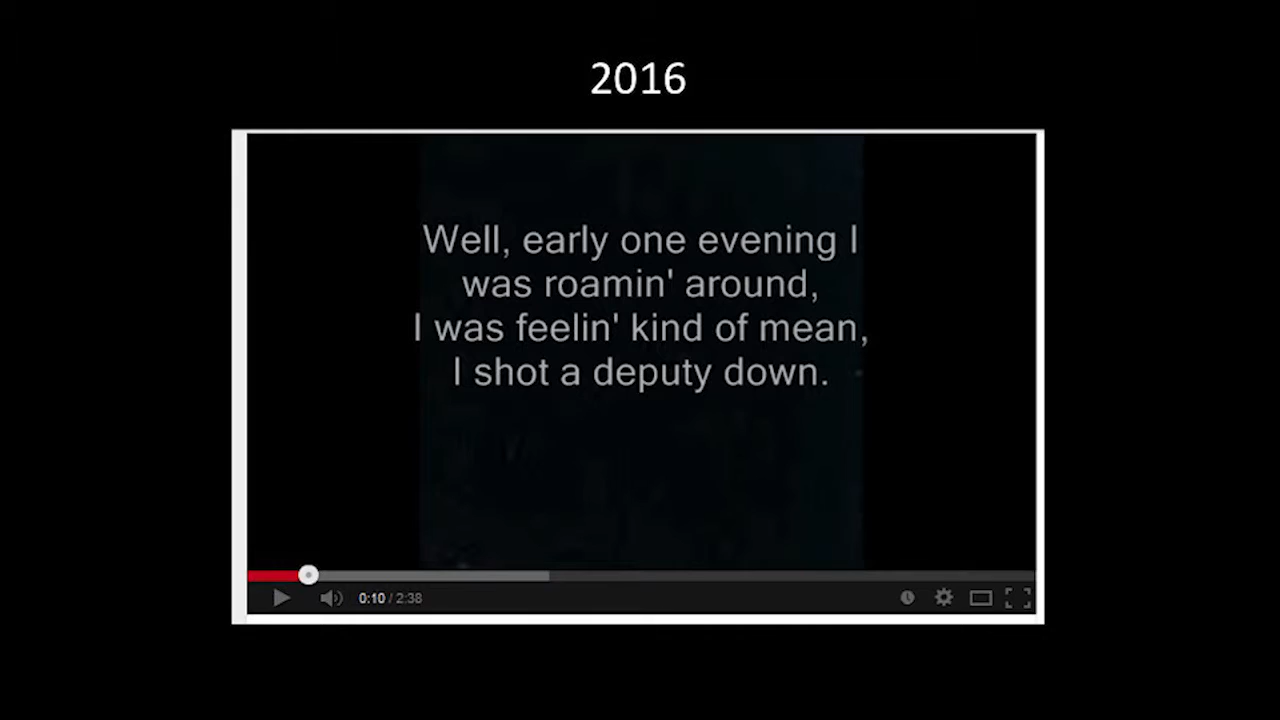 2016
Well, early one evening I
was roamin' around,
I was feelin' kind of mean,
I shot a deputy down.
0:10 / 2:38